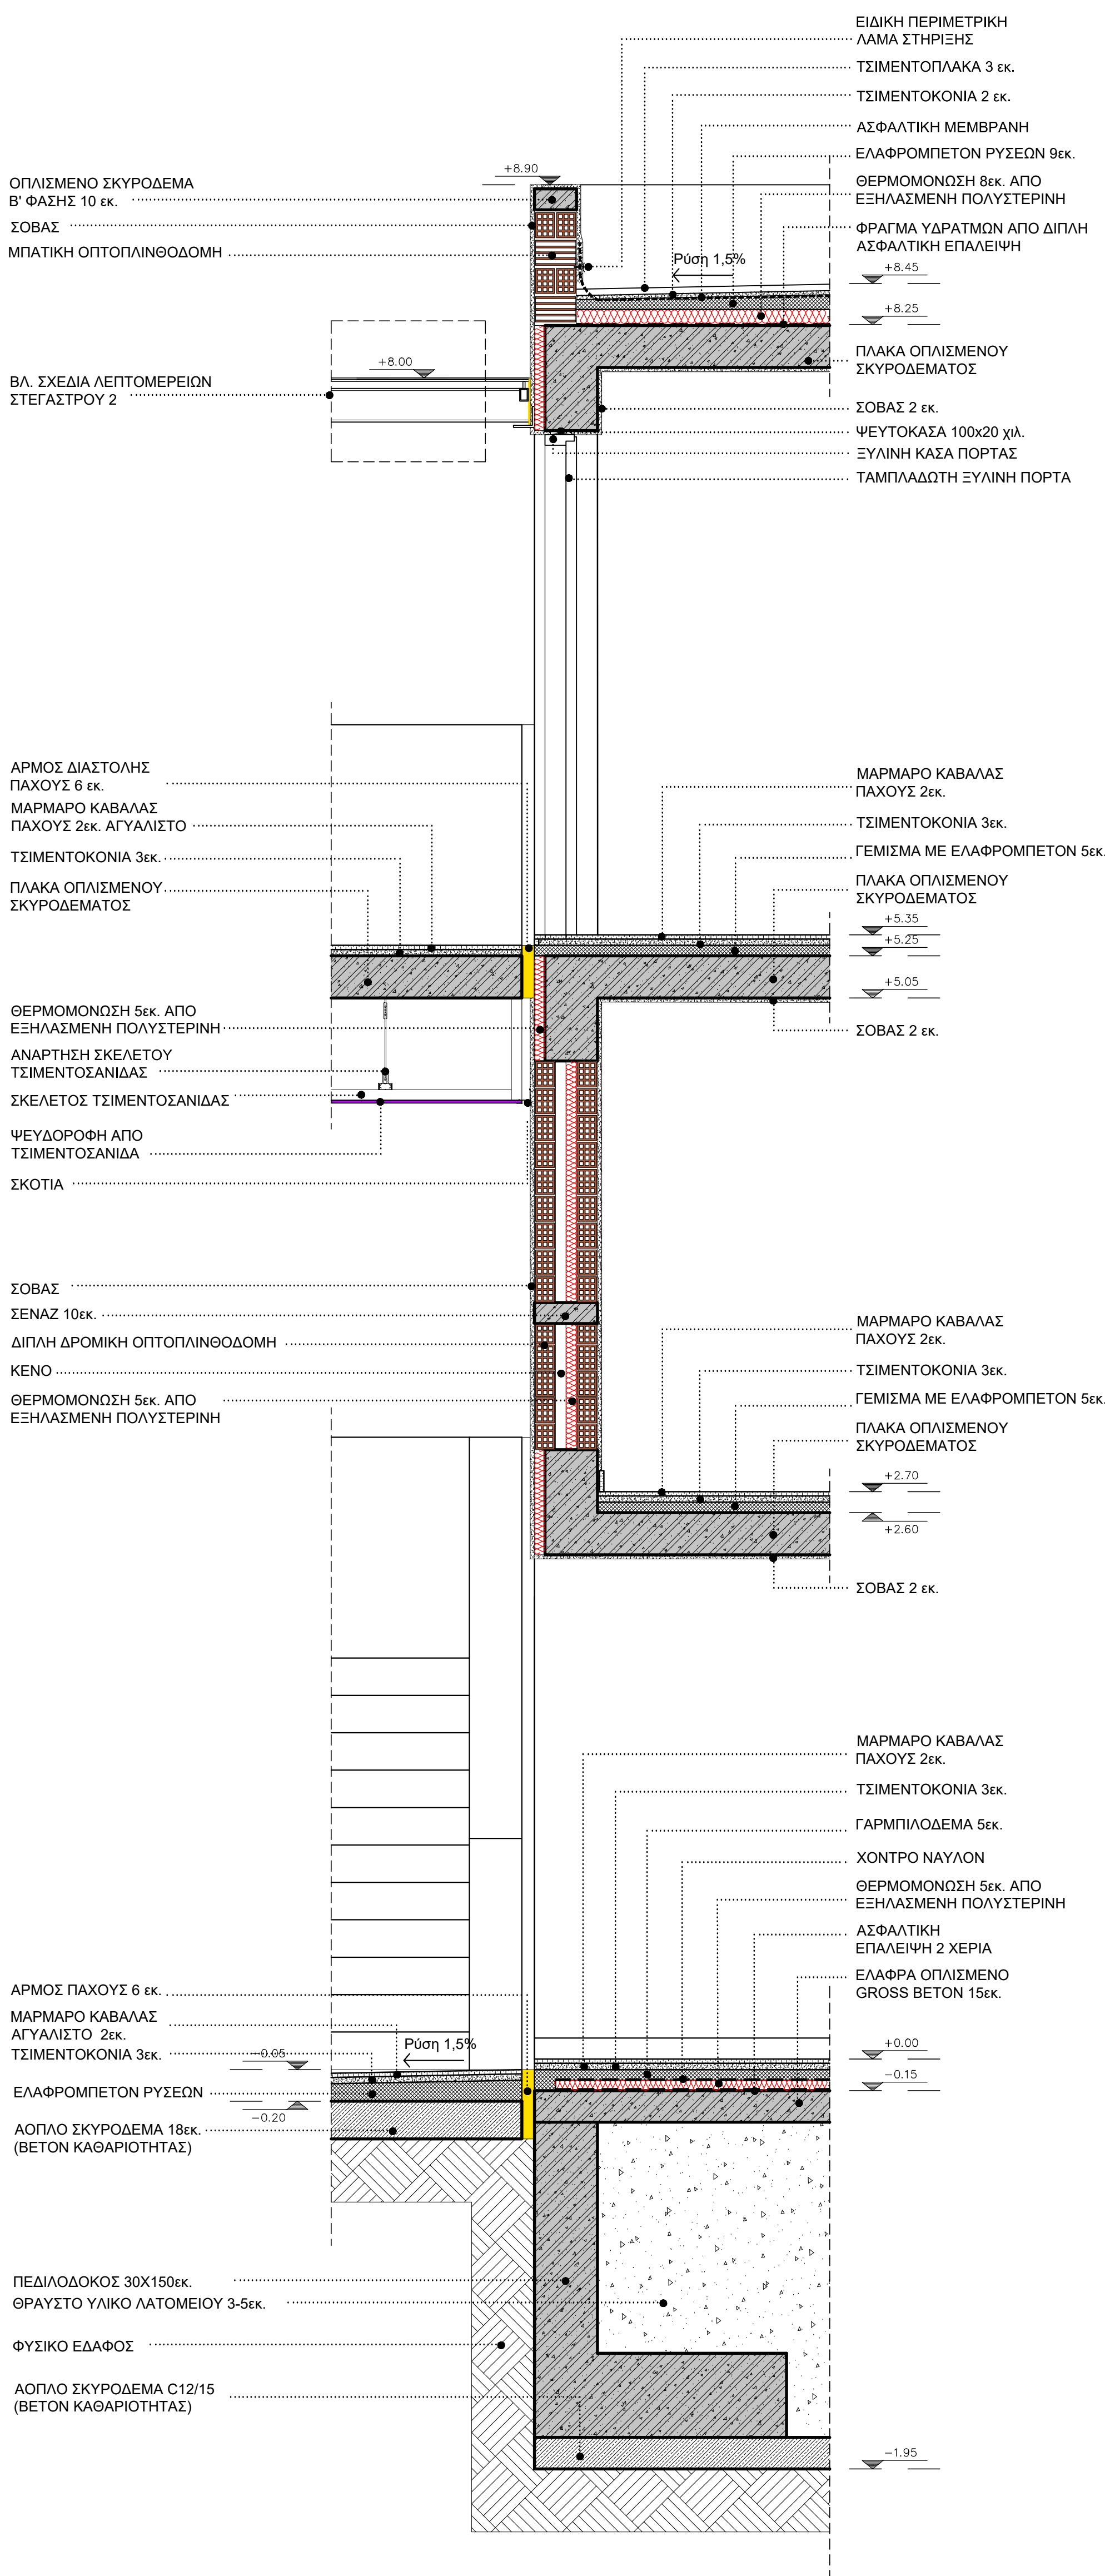 ΕΙΔΙΚΗ ΠΕΡΙΜΕΤΡΙΚΗ
ΛΑΜΑ ΣΤΗΡΙΞΗΣ
ΤΣΙΜΕΝΤΟΠΛΑΚΑ 3 εκ.
ΤΣΙΜΕΝΤΟΚΟΝΙΑ 2 εκ.
ΑΣΦΑΛΤΙΚΗ ΜΕΜΒΡΑΝΗ
ΕΛΑΦΡΟΜΠΕΤΟΝ ΡΥΣΕΩΝ 9εκ.
ΘΕΡΜΟΜΟΝΩΣΗ 8εκ. ΑΠΟ
ΕΞΗΛΑΣΜΕΝΗ ΠΟΛΥΣΤΕΡΙΝΗ
ΦΡΑΓΜΑ ΥΔΡΑΤΜΩΝ ΑΠΟ ΔΙΠΛΗ
ΑΣΦΑΛΤΙΚΗ ΕΠΑΛΕΙΨΗ
+8.90
ΟΠΛΙΣΜΕΝΟ ΣΚΥΡΟΔΕΜΑ
Β' ΦΑΣΗΣ 10 εκ.
ΣΟΒΑΣ
ΜΠΑΤΙΚΗ ΟΠΤΟΠΛΙΝΘΟΔΟΜΗ
Ρύση 1,5%
+8.45
+8.25
ΠΛΑΚΑ ΟΠΛΙΣΜΕΝΟΥ
ΣΚΥΡΟΔΕΜΑΤΟΣ
+8.00
ΒΛ. ΣΧΕΔΙΑ ΛΕΠΤΟΜΕΡΕΙΩΝ
ΣΤΕΓΑΣΤΡΟΥ 2
ΣΟΒΑΣ 2 εκ.
ΨΕΥΤΟΚΑΣΑ 100x20 χιλ.
ΞΥΛΙΝΗ ΚΑΣΑ ΠΟΡΤΑΣ
ΤΑΜΠΛΑΔΩΤΗ ΞΥΛΙΝΗ ΠΟΡΤΑ
ΑΡΜΟΣ ΔΙΑΣΤΟΛΗΣ
ΠΑΧΟΥΣ 6 εκ.
ΜΑΡΜΑΡΟ ΚΑΒΑΛΑΣ
ΠΑΧΟΥΣ 2εκ. ΑΓΥΑΛΙΣΤΟ
ΤΣΙΜΕΝΤΟΚΟΝΙΑ 3εκ.
ΠΛΑΚΑ ΟΠΛΙΣΜΕΝΟΥ
ΣΚΥΡΟΔΕΜΑΤΟΣ
ΜΑΡΜΑΡΟ ΚΑΒΑΛΑΣ
ΠΑΧΟΥΣ 2εκ.
ΤΣΙΜΕΝΤΟΚΟΝΙΑ 3εκ.
ΓΕΜΙΣΜΑ ΜΕ ΕΛΑΦΡΟΜΠΕΤΟΝ 5εκ.
ΠΛΑΚΑ ΟΠΛΙΣΜΕΝΟΥ
ΣΚΥΡΟΔΕΜΑΤΟΣ
+5.35
+5.25
+5.05
ΣΟΒΑΣ 2 εκ.
ΘΕΡΜΟΜΟΝΩΣΗ 5εκ. ΑΠΟ
ΕΞΗΛΑΣΜΕΝΗ ΠΟΛΥΣΤΕΡΙΝΗ
ΑΝΑΡΤΗΣΗ ΣΚΕΛΕΤΟΥ
ΤΣΙΜΕΝΤΟΣΑΝΙΔΑΣ
ΣΚΕΛΕΤΟΣ ΤΣΙΜΕΝΤΟΣΑΝΙΔΑΣ
ΨΕΥΔΟΡΟΦΗ ΑΠΟ
ΤΣΙΜΕΝΤΟΣΑΝΙΔΑ
ΣΚΟΤΙΑ
ΣΟΒΑΣ
ΣΕΝΑΖ 10εκ.
ΔΙΠΛΗ ΔΡΟΜΙΚΗ ΟΠΤΟΠΛΙΝΘΟΔΟΜΗ
ΚΕΝΟ
ΘΕΡΜΟΜΟΝΩΣΗ 5εκ. ΑΠΟ
ΕΞΗΛΑΣΜΕΝΗ ΠΟΛΥΣΤΕΡΙΝΗ
ΜΑΡΜΑΡΟ ΚΑΒΑΛΑΣ
ΠΑΧΟΥΣ 2εκ.
ΤΣΙΜΕΝΤΟΚΟΝΙΑ 3εκ.
ΓΕΜΙΣΜΑ ΜΕ ΕΛΑΦΡΟΜΠΕΤΟΝ 5εκ.
ΠΛΑΚΑ ΟΠΛΙΣΜΕΝΟΥ
ΣΚΥΡΟΔΕΜΑΤΟΣ
+2.70
+2.60
ΣΟΒΑΣ 2 εκ.
ΜΑΡΜΑΡΟ ΚΑΒΑΛΑΣ
ΠΑΧΟΥΣ 2εκ.
ΤΣΙΜΕΝΤΟΚΟΝΙΑ 3εκ.
ΓΑΡΜΠΙΛΟΔΕΜΑ 5εκ.
ΧΟΝΤΡΟ ΝΑΥΛΟΝ
ΘΕΡΜΟΜΟΝΩΣΗ 5εκ. ΑΠΟ
ΕΞΗΛΑΣΜΕΝΗ ΠΟΛΥΣΤΕΡΙΝΗ
ΑΣΦΑΛΤΙΚΗ
ΕΠΑΛΕΙΨΗ 2 ΧΕΡΙΑ
ΕΛΑΦΡΑ ΟΠΛΙΣΜΕΝΟ
GROSS BETON 15εκ.
+0.00
-0.15
ΑΡΜΟΣ ΠΑΧΟΥΣ 6 εκ.
ΜΑΡΜΑΡΟ ΚΑΒΑΛΑΣ
ΑΓΥΑΛΙΣΤΟ 2εκ.
ΤΣΙΜΕΝΤΟΚΟΝΙΑ 3εκ.
-0.05
Ρύση 1,5%
ΕΛΑΦΡΟΜΠΕΤΟΝ ΡΥΣΕΩΝ
-0.20
ΑΟΠΛΟ ΣΚΥΡΟΔΕΜΑ 18εκ.
(ΒΕΤΟΝ ΚΑΘΑΡΙΟΤΗΤΑΣ)
ΠΕΔΙΛΟΔΟΚΟΣ 30Χ150εκ.
ΘΡΑΥΣΤΟ ΥΛΙΚΟ ΛΑΤΟΜΕΙΟΥ 3-5εκ.
ΦΥΣΙΚΟ ΕΔΑΦΟΣ
ΑΟΠΛΟ ΣΚΥΡΟΔΕΜΑ C12/15
(ΒΕΤΟΝ ΚΑΘΑΡΙΟΤΗΤΑΣ)
-1.95